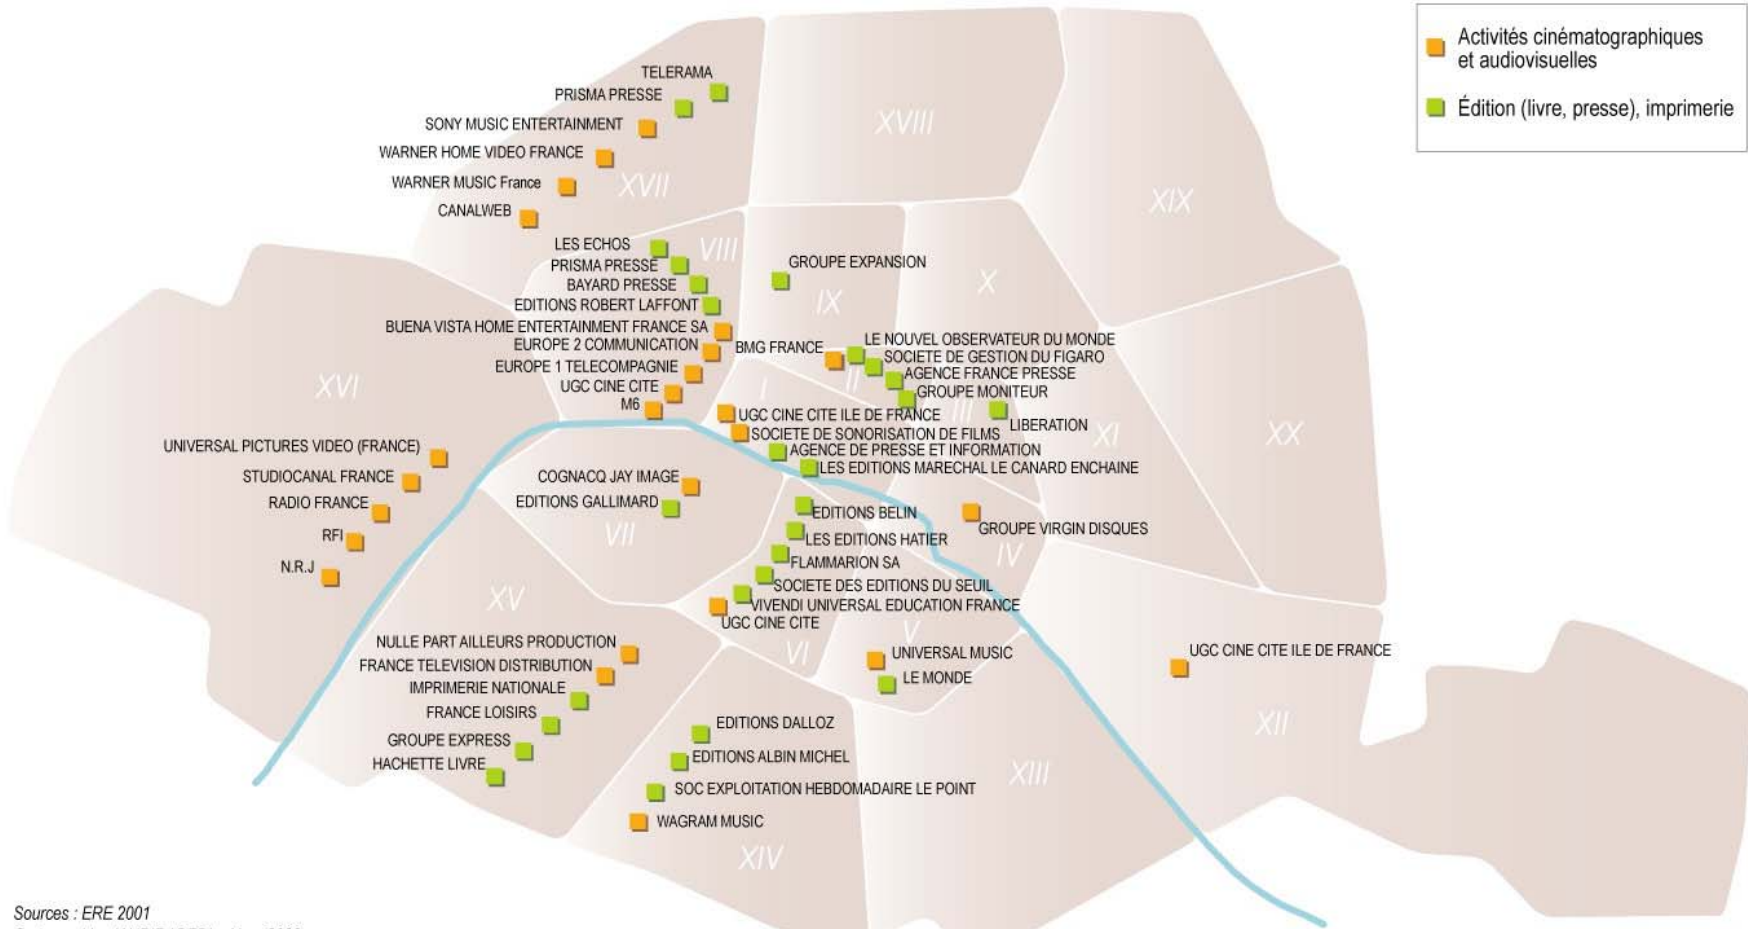 Activités cinématographiques
et audiovisuelles
Édition (livre, presse), imprimerie
TELERAMA
PRISMA PRESSE
SONY MUSIC ENTERTAINMENT
WARNER HOME VIDEO FRANCE
WARNER MUSIC France
CANALWEB
XVII
XVIII
XIX
LES ECHOS
PRISMA PRESSE
BAYARD PRESSE
EDITIONS ROBERT LAFFONT
BUENA VISTA HOME ENTERTAINMENT FRANCE SA
EUROPE 2 COMMUNICATION
EUROPE 1 TELECOMPAGNIE
UGC CINE CITE
M6
VIII
GROUPE EXPANSION
IX
X
BMG FRANCE
LE NOUVEL OBSERVATEUR DU MONDE
SOCIETE DE GESTION DU FIGARO
AGENCE FRANCE PRESSE
GROUPE MONITEUR
II
III
LIBERATION
XI
XX
I
UGC CINE CITE ILE DE FRANCE
SOCIETE DE SONORISATION DE FILMS
AGENCE DE PRESSE ET INFORMATION
LES EDITIONS MARECHAL LE CANARD ENCHAINE
XVI
UNIVERSAL PICTURES VIDEO (FRANCE)
STUDIOCANAL FRANCE
RADIO FRANCE
RFI
N.R.J
COGNACQ JAY IMAGE
EDITIONS GALLIMARD
VII
EDITIONS BELIN
LES EDITIONS HATIER
FLAMMARION SA
SOCIETE DES EDITIONS DU SEUIL
VIVENDI UNIVERSAL EDUCATION FRANCE
UGC CINE CITE
VI
GROUPE VIRGIN DISQUES
IV
V
UNIVERSAL MUSIC
LE MONDE
XV
NULLE PART AILLEURS PRODUCTION
FRANCE TELEVISION DISTRIBUTION
IMPRIMERIE NATIONALE
FRANCE LOISIRS
GROUPE EXPRESS
HACHETTE LIVRE
EDITIONS DALLOZ
EDITIONS ALBIN MICHEL
SOC EXPLOITATION HEBDOMADAIRE LE POINT
WAGRAM MUSIC
XIV
XIII
UGC CINE CITE ILE DE FRANCE
XII
Sources : ERE 2001